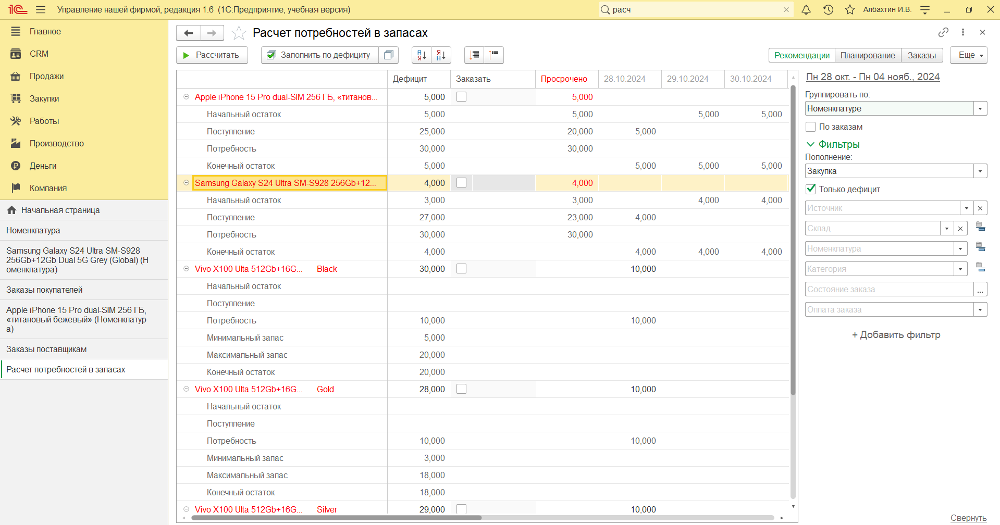 Управление нашей фирмой, редакция 1.6 (1С:Предприятие, учебная версия)
расч
Албахтин И.В.
Главное
CRM
Продажи
Закупки
Работы
Производство
Деньги
Компания
Начальная страница
Номенклатура
Samsung Galaxy S24 Ultra SM-S928
256Gb+12Gb Dual 5G Grey (Global) (Н
оменклатура)
Заказы покупателей
Apple iPhone 15 Pro dual-SIM 256 ГБ,
«титановый бежевый» (Номенклатур
а)
Заказы поставщикам
Расчет потребностей в запасах
Расчет потребностей в запасах
Рассчитать
Заполнить по дефициту
Рекомендации
Планирование
Заказы
Еще
Дефицит Заказать Просрочено 28.10.2024 29.10.2024 30.10.2024
Apple iPhone 15 Pro dual-SIM 256 ГБ, «титанов... 5,000 5,000
Начальный остаток 5,000 5,000 5,000 5,000
Поступление 25,000 20,000 5,000
Потребность 30,000 30,000
Конечный остаток 5,000 5,000 5,000 5,000
Samsung Galaxy S24 Ultra SM-S928 256Gb+12... 4,000 4,000
Начальный остаток 3,000 3,000 4,000 4,000
Поступление 27,000 23,000 4,000
Потребность 30,000 30,000
Конечный остаток 4,000 4,000 4,000 4,000
Vivo X100 Ulta 512Gb+16G... Black 30,000 10,000
Начальный остаток
Поступление
Потребность 10,000 10,000
Минимальный запас 5,000
Максимальный запас 20,000
Конечный остаток 20,000
Vivo X100 Ulta 512Gb+16G... Gold 28,000 10,000
Начальный остаток
Поступление
Потребность 10,000 10,000
Минимальный запас 3,000
Максимальный запас 18,000
Конечный остаток 18,000
Vivo X100 Ulta 512Gb+16G... Silver 29,000 10,000
Пн 28 окт. - Пн 04 нояб., 2024
Группировать по:
Номенклатуре
По заказам
Фильтры
Пополнение:
Закупка
Только дефицит
Источник
Склад
Номенклатура
Категория
Состояние заказа
Оплата заказа
+ Добавить фильтр
Свернуть